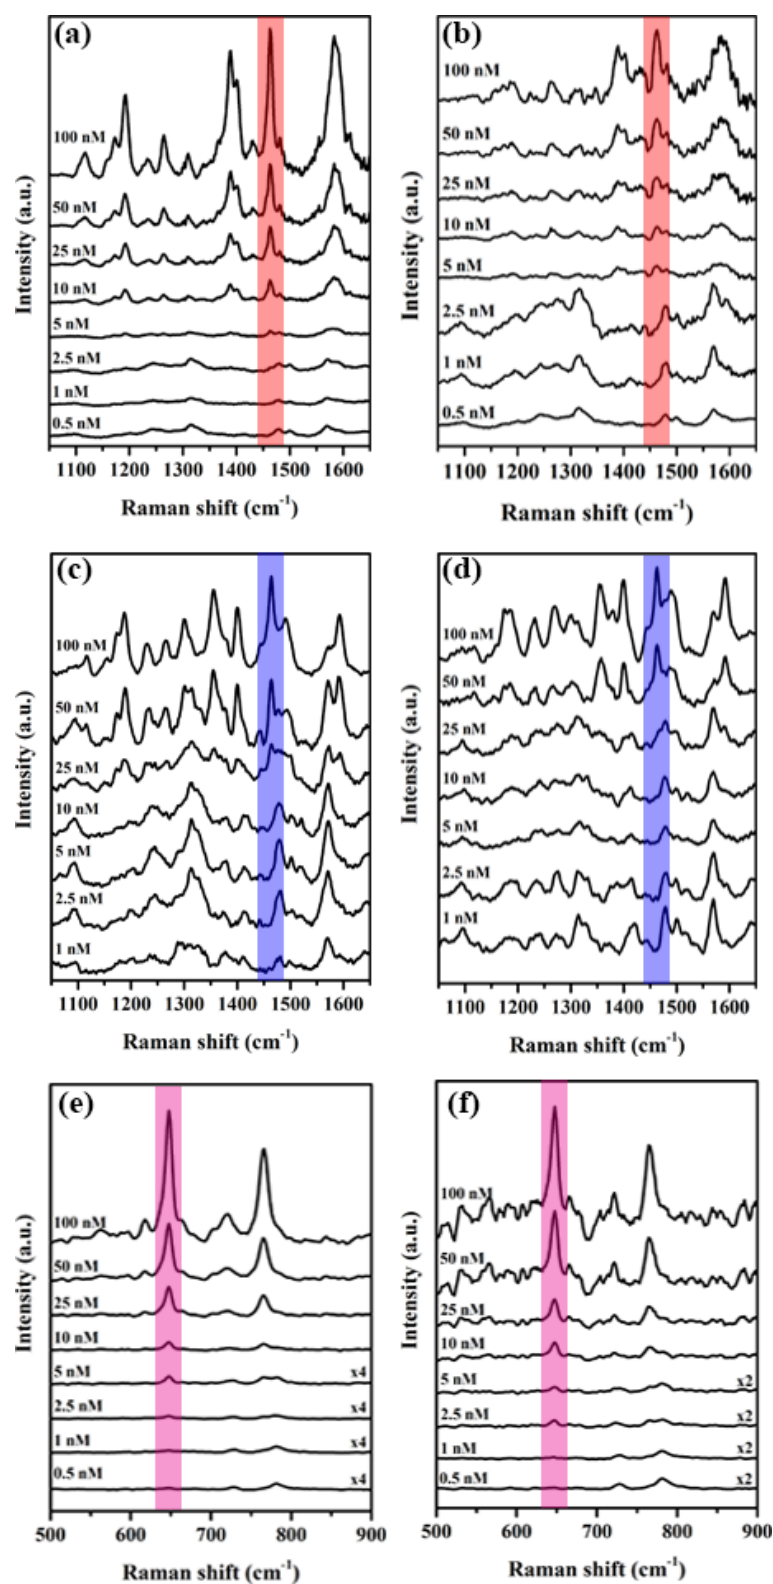 (a)
100 nM
50 nM
25 nM
10 nM
5 nM
2.5 nM
1 nM
0.5 nM
Intensity (a.u.)
1100 1200 1300 1400 1500 1600
Raman shift (cm-1)
(b)
100 nM
50 nM
25 nM
10 nM
5 nM
2.5 nM
1 nM
0.5 nM
Intensity (a.u.)
1100 1200 1300 1400 1500 1600
Raman shift (cm-1)
(c)
100 nM
50 nM
25 nM
10 nM
5 nM
2.5 nM
1 nM
Intensity (a.u.)
1100 1200 1300 1400 1500 1600
Raman shift (cm-1)
(d)
100 nM
50 nM
25 nM
10 nM
5 nM
2.5 nM
1 nM
Intensity (a.u.)
1100 1200 1300 1400 1500 1600
Raman shift (cm-1)
(e)
100 nM
50 nM
25 nM
10 nM
5 nM x4
2.5 nM x4
1 nM x4
0.5 nM x4
Intensity (a.u.)
500 600 700 800 900
Raman shift (cm-1)
(f)
100 nM
50 nM
25 nM
10 nM
5 nM x2
2.5 nM x2
1 nM x2
0.5 nM x2
Intensity (a.u.)
500 600 700 800 900
Raman shift (cm-1)